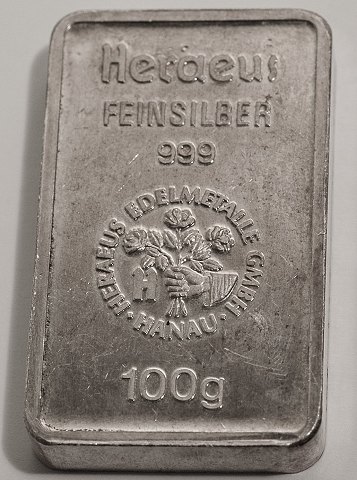 Heraeus
FEINSILBER
999
HERAEUS EDELMETALLE GMBH
H
· HANAU ·
100g